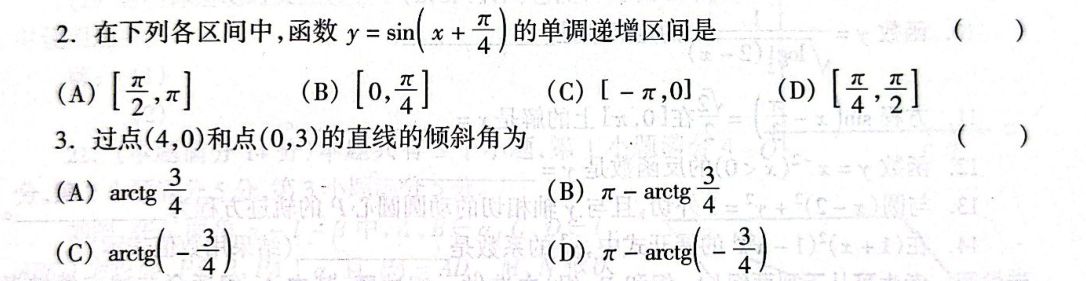 2. 在下列各区间中,函数 y = sin(x + π/4) 的单调递增区间是 ( )
(A) [π/2, π] (B) [0, π/4] (C) [ - π, 0] (D) [π/4, π/2]
3. 过点(4,0)和点(0,3)的直线的倾斜角为 ( )
(A) arctg 3/4 (B) π - arctg 3/4
(C) arctg(- 3/4) (D) π - arctg(- 3/4)